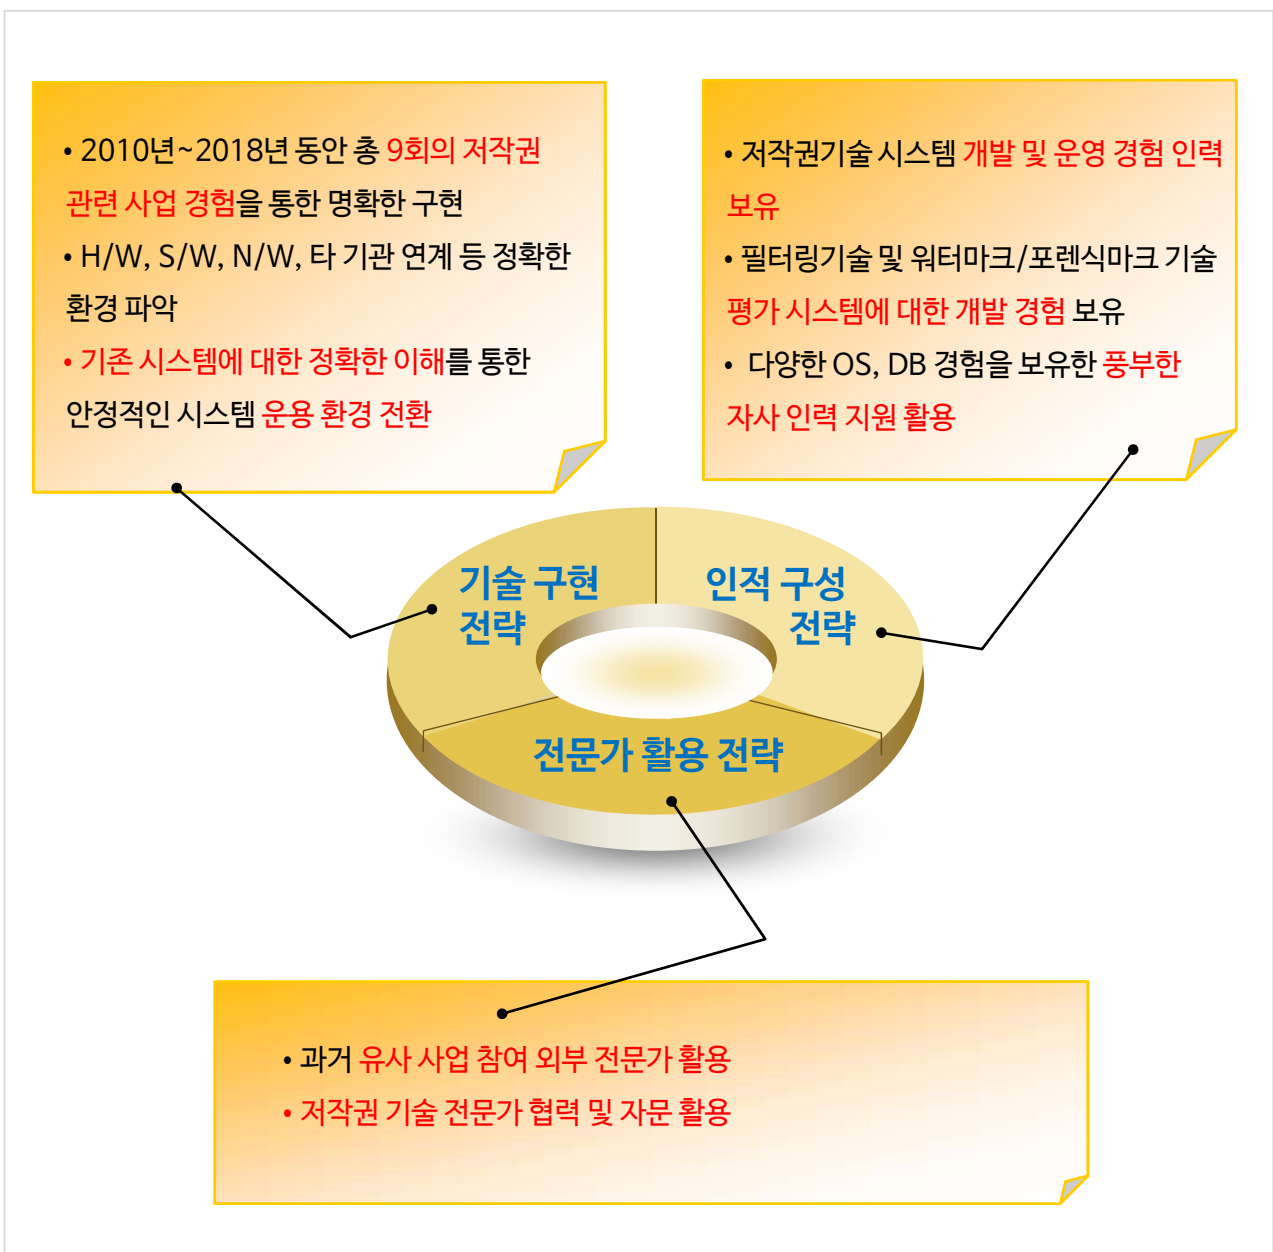 • 2010년~2018년 동안 총 9회의 저작권
관련 사업 경험을 통한 명확한 구현
• H/W, S/W, N/W, 타 기관 연계 등 정확한
환경 파악
• 기존 시스템에 대한 정확한 이해를 통한
안정적인 시스템 운용 환경 전환
• 저작권기술 시스템 개발 및 운영 경험 인력
보유
• 필터링기술 및 워터마크/포렌식마크 기술
평가 시스템에 대한 개발 경험 보유
• 다양한 OS, DB 경험을 보유한 풍부한
자사 인력 지원 활용
기술 구현
전략
인적 구성
전략
전문가 활용 전략
• 과거 유사 사업 참여 외부 전문가 활용
• 저작권 기술 전문가 협력 및 자문 활용